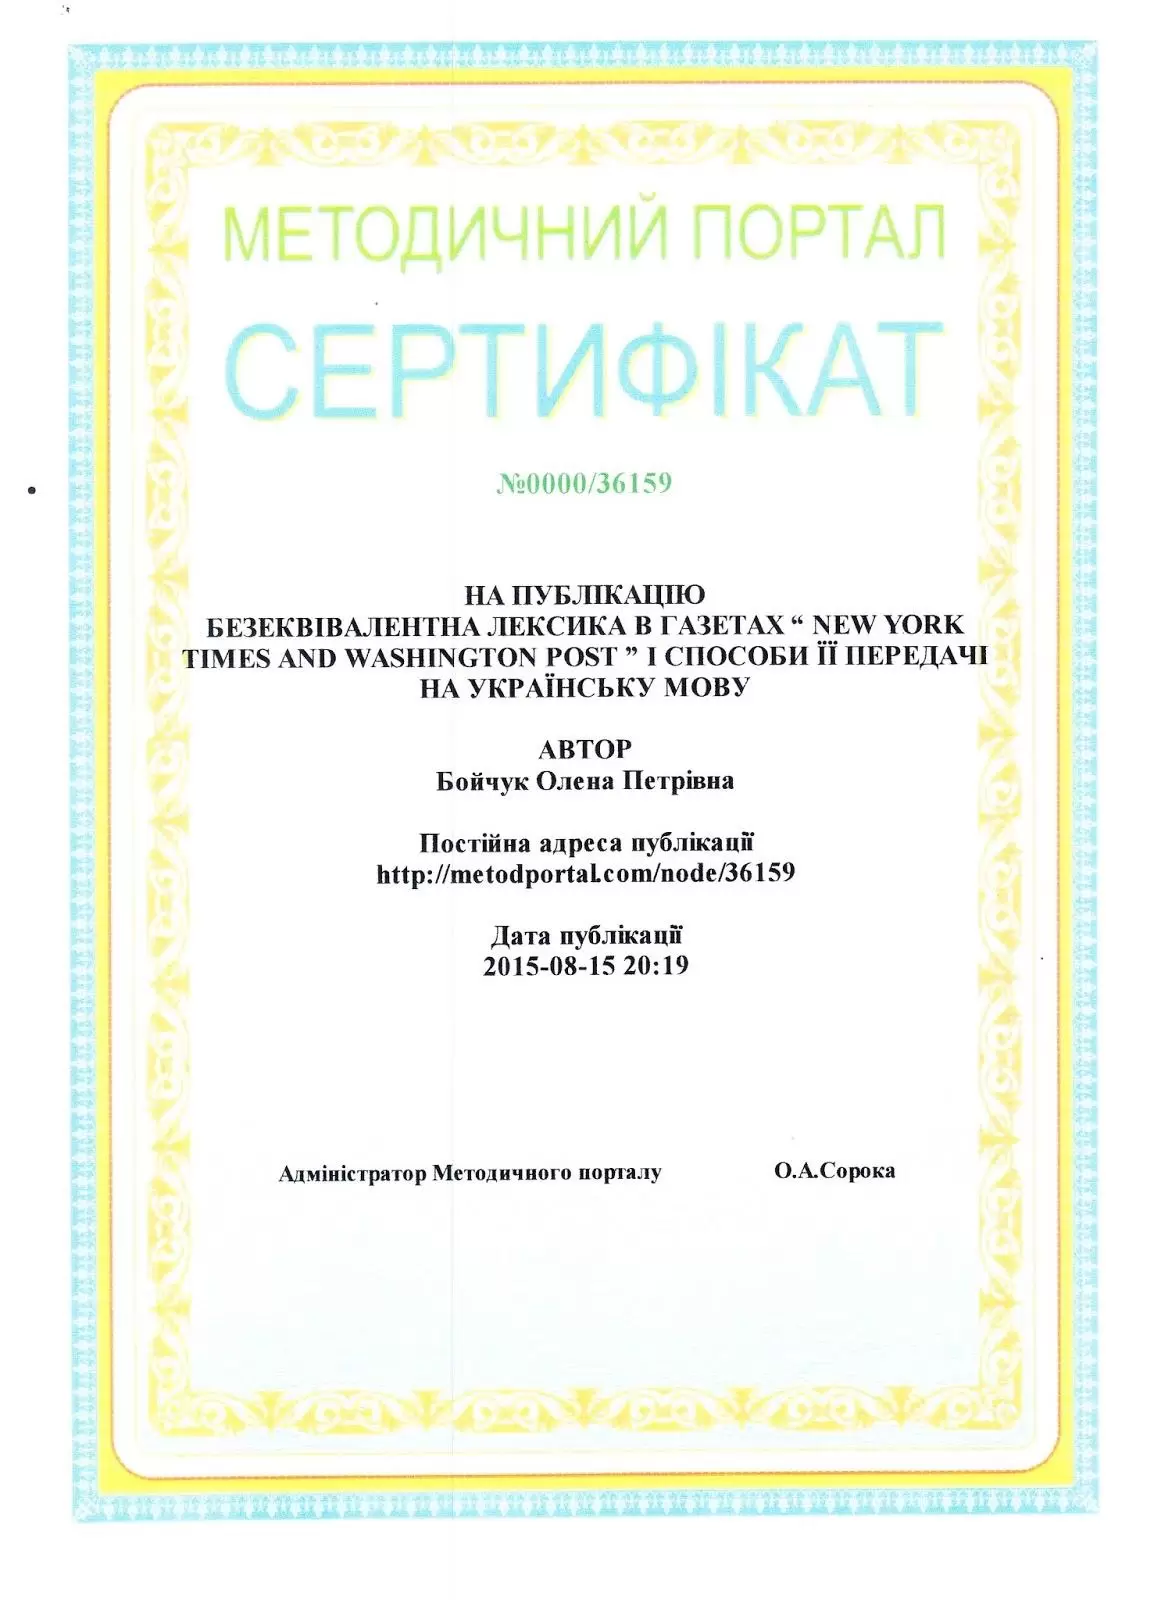 МЕТОДИЧНИЙ ПОРТАЛ
СЕРТИФІКАТ
№0000/36159
НА ПУБЛІКАЦІЮ
БЕЗЕКВІВАЛЕНТНА ЛЕКСИКА В ГАЗЕТАХ “ NEW YORK
TIMES AND WASHINGTON POST ” І СПОСОБИ ЇЇ ПЕРЕДАЧІ
НА УКРАЇНСЬКУ МОВУ
АВТОР
Бойчук Олена Петрівна
Постійна адреса публікації
http://metodportal.com/node/36159
Дата публікації
2015-08-15 20:19
Адміністратор Методичного порталу О.А.Сорока